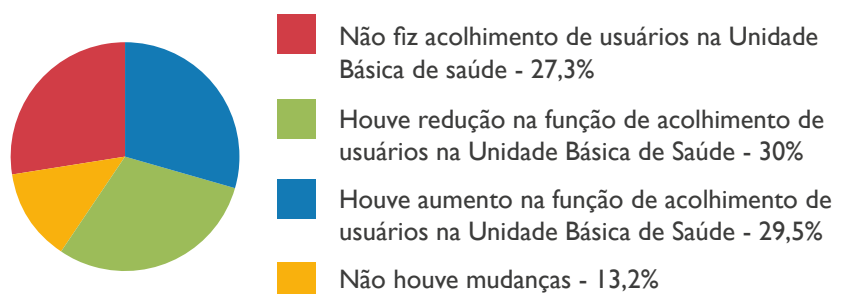 Não fiz acolhimento de usuários na Unidade
Básica de saúde - 27,3%
Houve redução na função de acolhimento de
usuários na Unidade Básica de Saúde - 30%
Houve aumento na função de acolhimento de
usuários na Unidade Básica de Saúde - 29,5%
Não houve mudanças - 13,2%